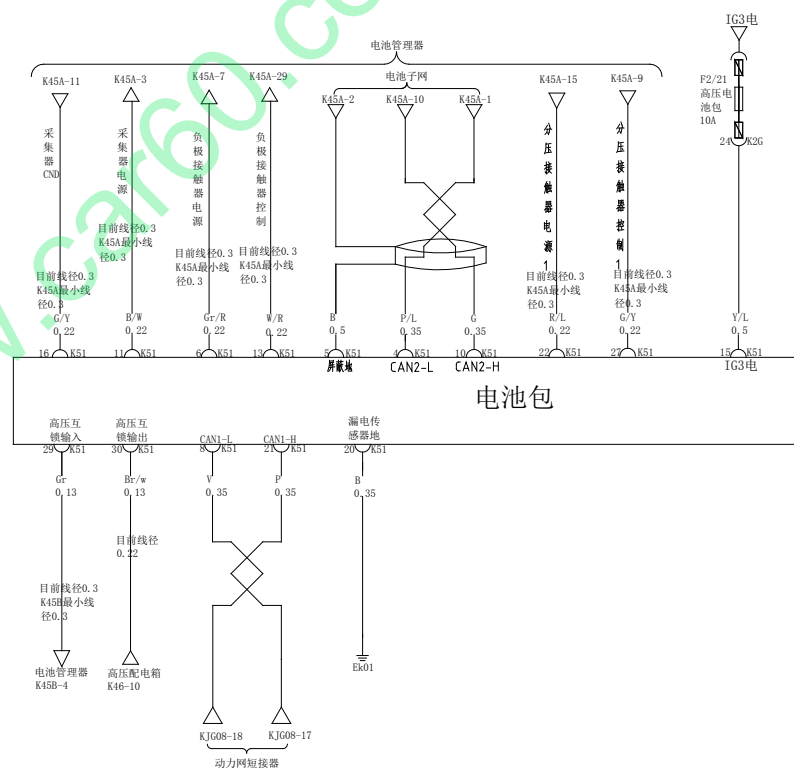 IG3电
电池管理器
K45A-11
K45A-3
K45A-7
K45A-29
电池子网
K45A-2
K45A-10
K45A-1
K45A-15
K45A-9
F2/21
高压电
池包
10A
24
K2G
采集器
CND
采集器电源
负极接触器电源
负极接触器控制
分压接触器电源1
分压接触器控制1
目前线径0.3
K45A最小线
径0.3
目前线径0.3
K45A最小线
径0.3
目前线径0.3
K45A最小线
径0.3
目前线径0.3
K45A最小线
径0.3
目前线径0.3
K45A最小线
径0.3
目前线径0.3
K45A最小线
径0.3
G/Y
0.22
B/W
0.22
Gr/R
0.22
W/R
0.22
B
0.5
P/L
0.35
G
0.35
R/L
0.22
G/Y
0.22
Y/L
0.5
16 K51
11 K51
6 K51
13 K51
5 K51
4 K51
10 K51
22 K51
27 K51
15 K51
屏蔽地
CAN2-L
CAN2-H
IG3电
电池包
高压互
锁输入
高压互
锁输出
CAN1-L
CAN1-H
漏电传
感器地
29 K51
30 K51
8 K51
21 K51
20 K51
Gr
0.13
Br/w
0.13
V
0.35
P
0.35
B
0.35
目前线径
0.22
目前线径0.3
K45B最小线
径0.3
电池管理器
K45B-4
高压配电箱
K46-10
Ek01
KJG08-18
KJG08-17
动力网短接器
v.car60.co